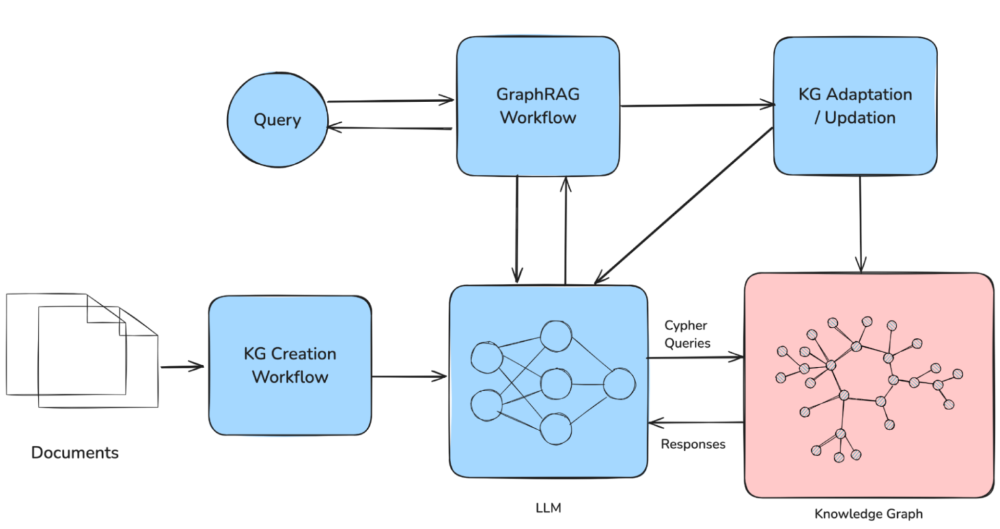 GraphRAG
Workflow
KG Adaptation
/ Updation
Query
Cypher
Queries
KG Creation
Workflow
Responses
Documents
LLM
Knowledge Graph